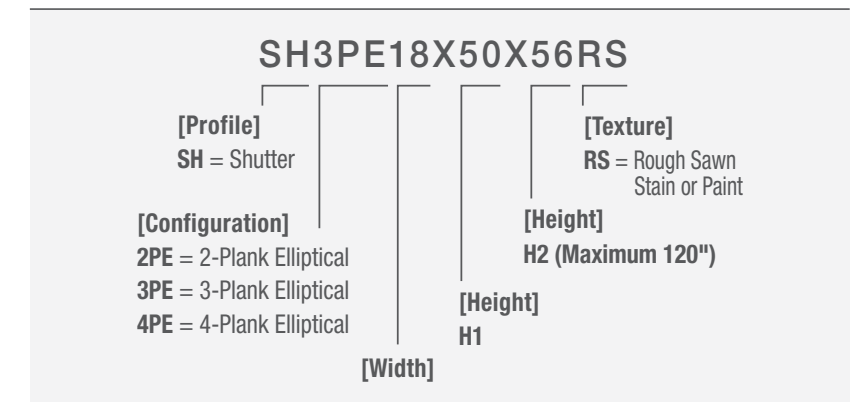 SH3PE18X50X56RS
[Profile]
SH = Shutter
[Texture]
RS = Rough Sawn
Stain or Paint
[Configuration]
2PE = 2-Plank Elliptical
3PE = 3-Plank Elliptical
4PE = 4-Plank Elliptical
[Height]
H2 (Maximum 120")
[Height]
H1
[Width]